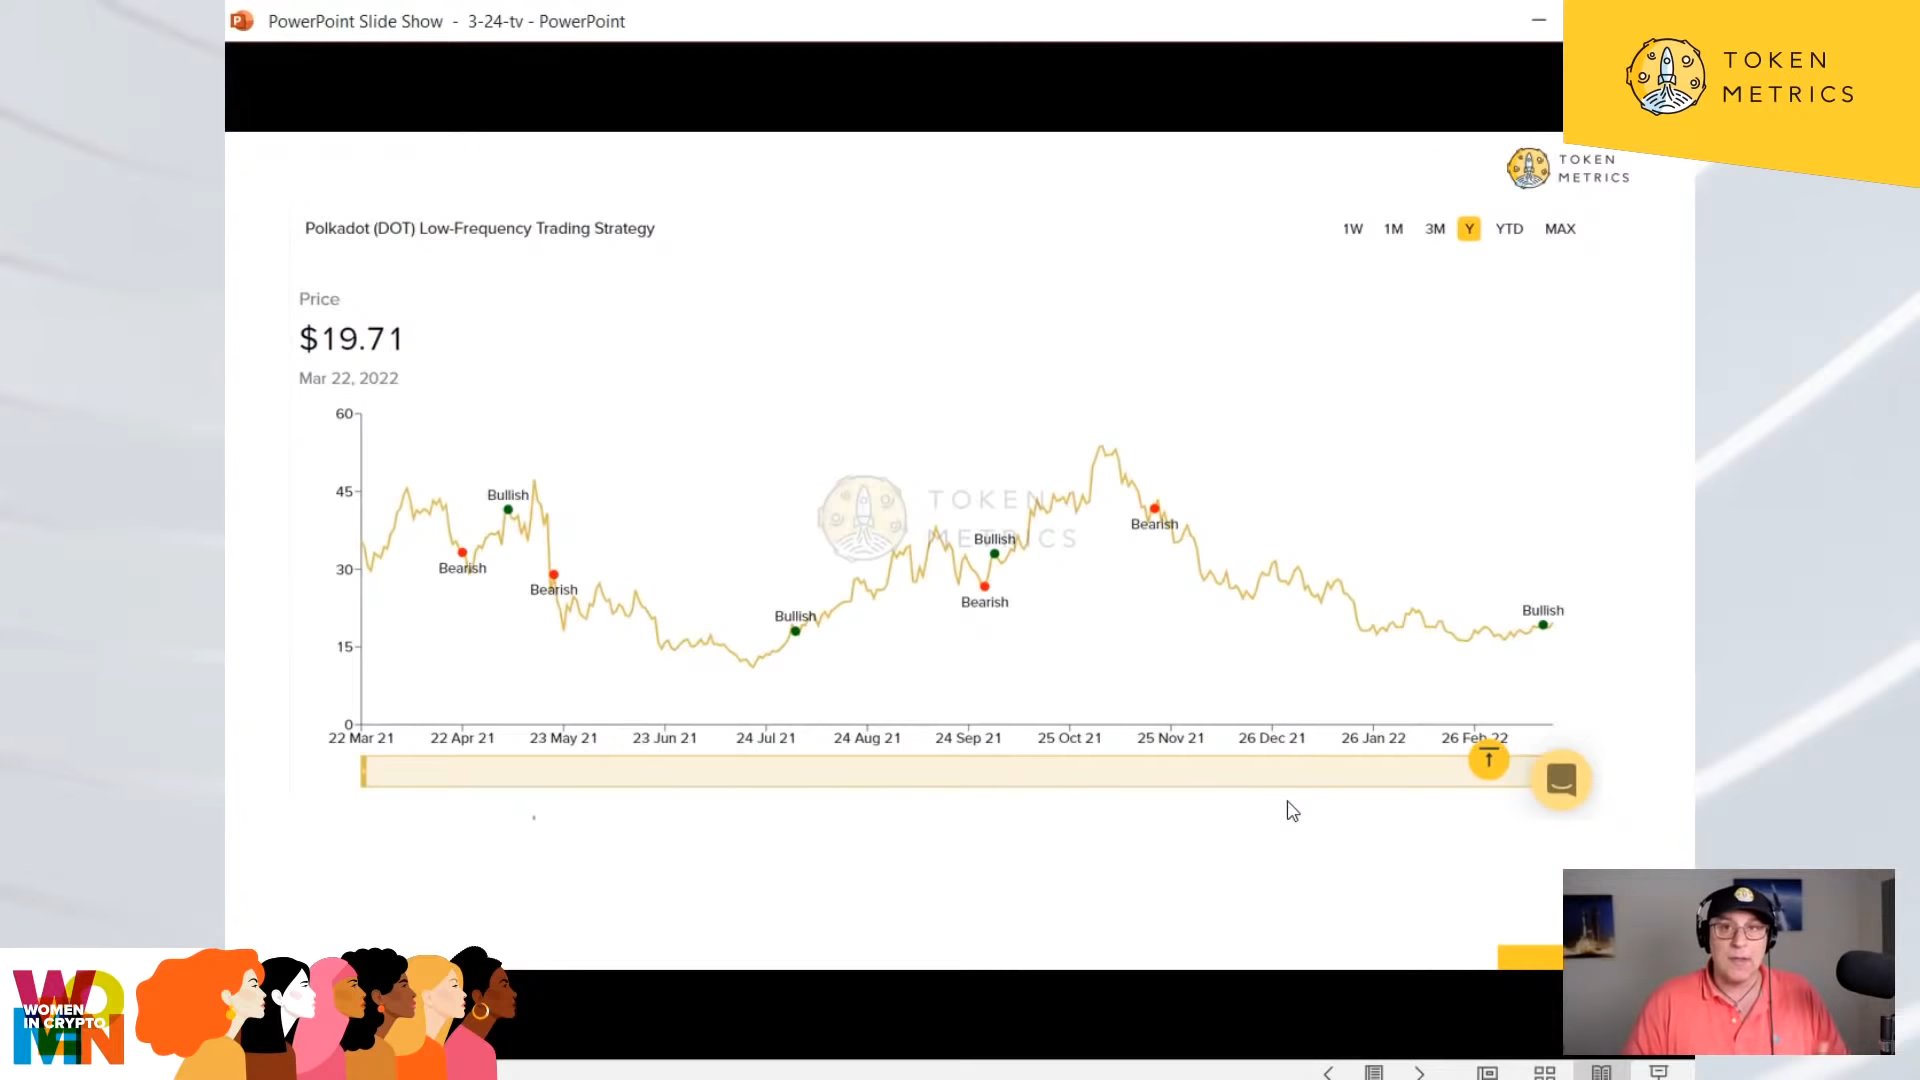 PowerPoint Slide Show - 3-24-tv - PowerPoint
TOKEN
METRICS
TOKEN
METRICS
Polkadot (DOT) Low-Frequency Trading Strategy
1W 1M 3M Y YTD MAX
Price
$19.71
Mar 22, 2022
60
45
30
15
0
TOKEN
METRICS
Bearish
Bullish
Bearish
Bullish
Bearish
Bullish
Bearish
Bullish
22 Mar 21 22 Apr 21 23 May 21 23 Jun 21 24 Jul 21 24 Aug 21 24 Sep 21 25 Oct 21 25 Nov 21 26 Dec 21 26 Jan 22 26 Feb 22
WOMEN
WOMEN
IN CRYPTO